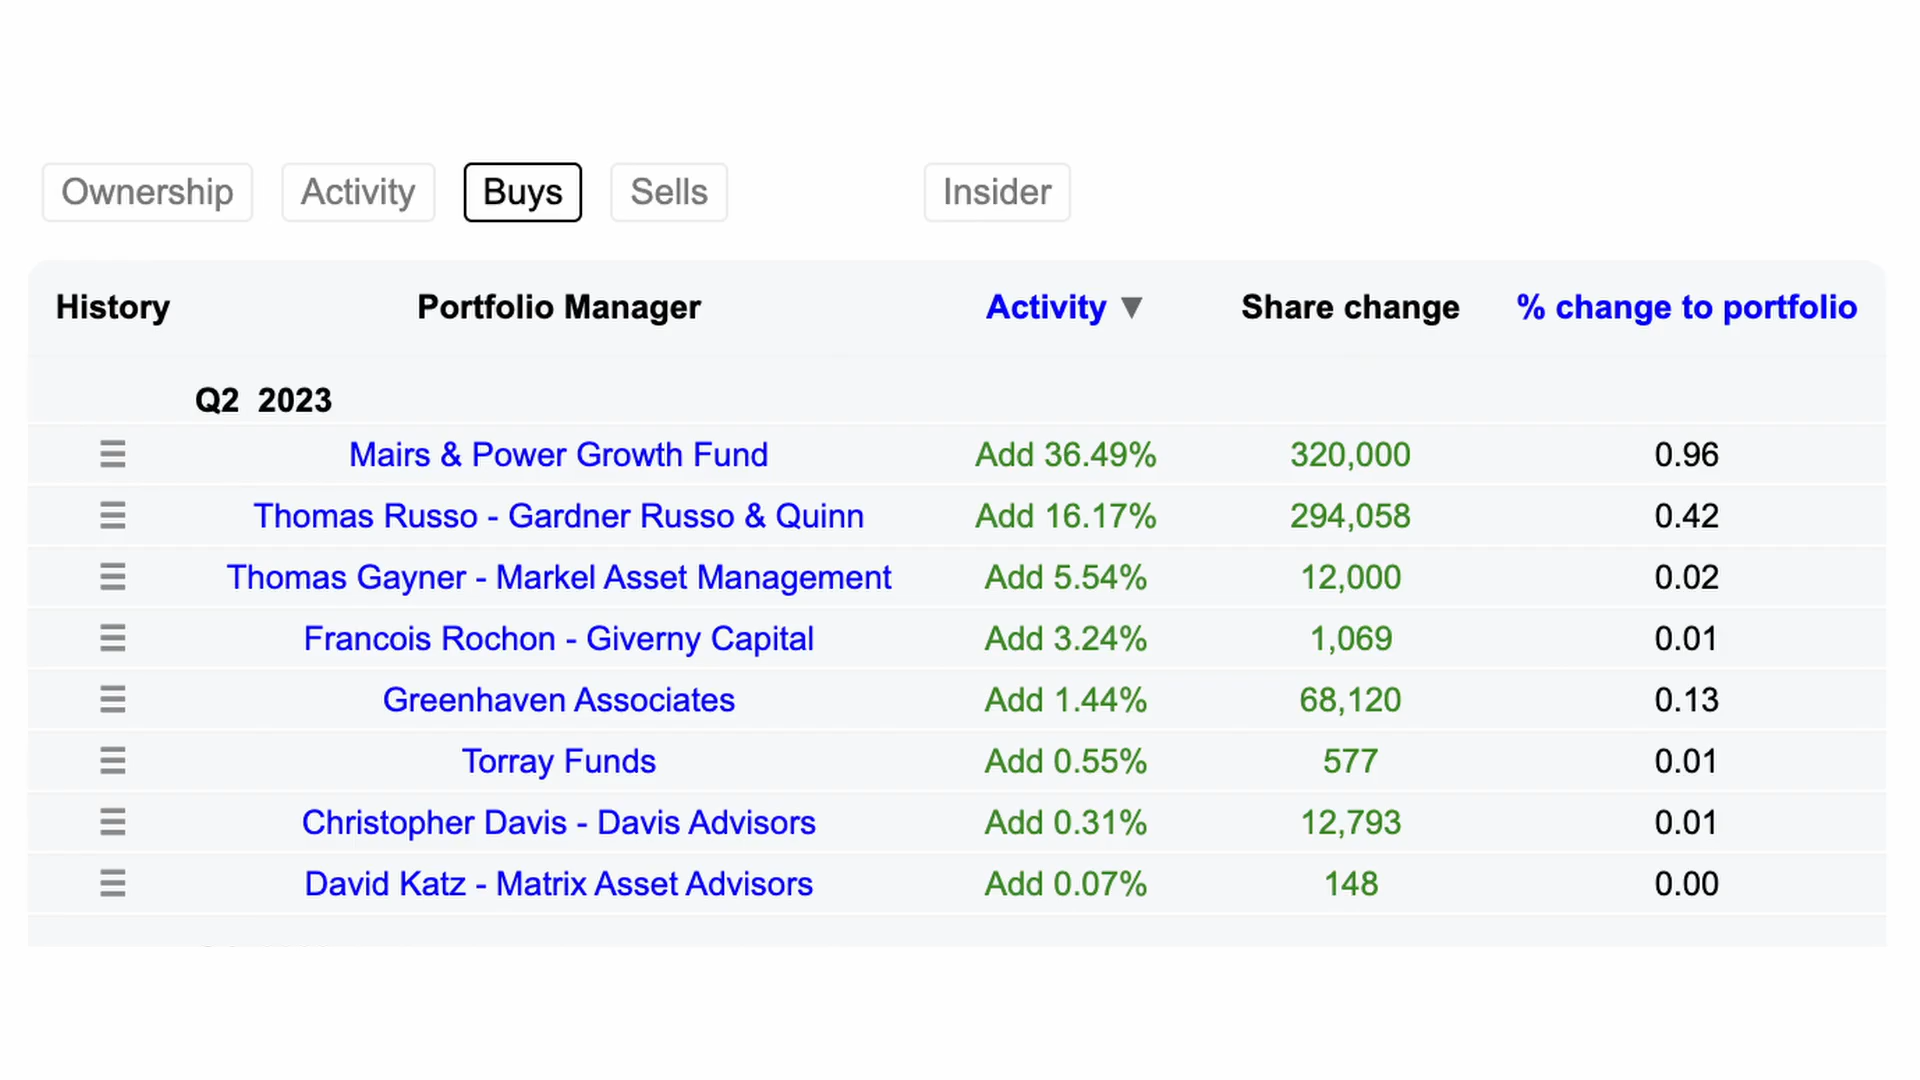 Ownership Activity Buys Sells Insider
History Portfolio Manager Activity ▼ Share change % change to portfolio
Q2 2023
Mairs & Power Growth Fund Add 36.49% 320,000 0.96
Thomas Russo - Gardner Russo & Quinn Add 16.17% 294,058 0.42
Thomas Gayner - Markel Asset Management Add 5.54% 12,000 0.02
Francois Rochon - Giverny Capital Add 3.24% 1,069 0.01
Greenhaven Associates Add 1.44% 68,120 0.13
Torray Funds Add 0.55% 577 0.01
Christopher Davis - Davis Advisors Add 0.31% 12,793 0.01
David Katz - Matrix Asset Advisors Add 0.07% 148 0.00